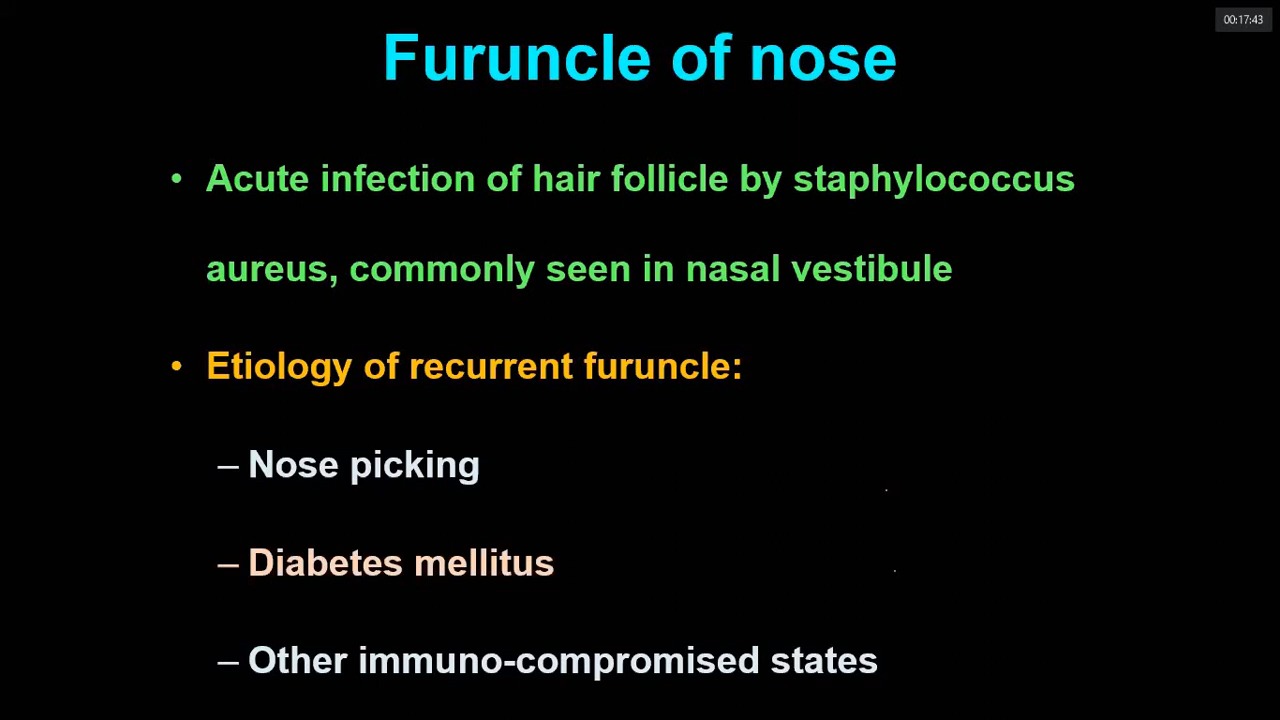 00:17:43
Furuncle of nose
• Acute infection of hair follicle by staphylococcus
aureus, commonly seen in nasal vestibule
• Etiology of recurrent furuncle:
– Nose picking
– Diabetes mellitus
– Other immuno-compromised states